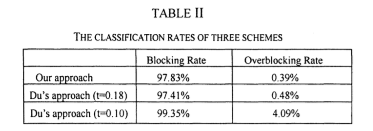 TABLE II
THE CLASSIFICATION RATES OF THREE SCHEMES
Blocking Rate Overblocking Rate
Our approach 97.83% 0.39%
Du's approach (t=0.18) 97.41% 0.48%
Du's approach (t=0.10) 99.35% 4.09%